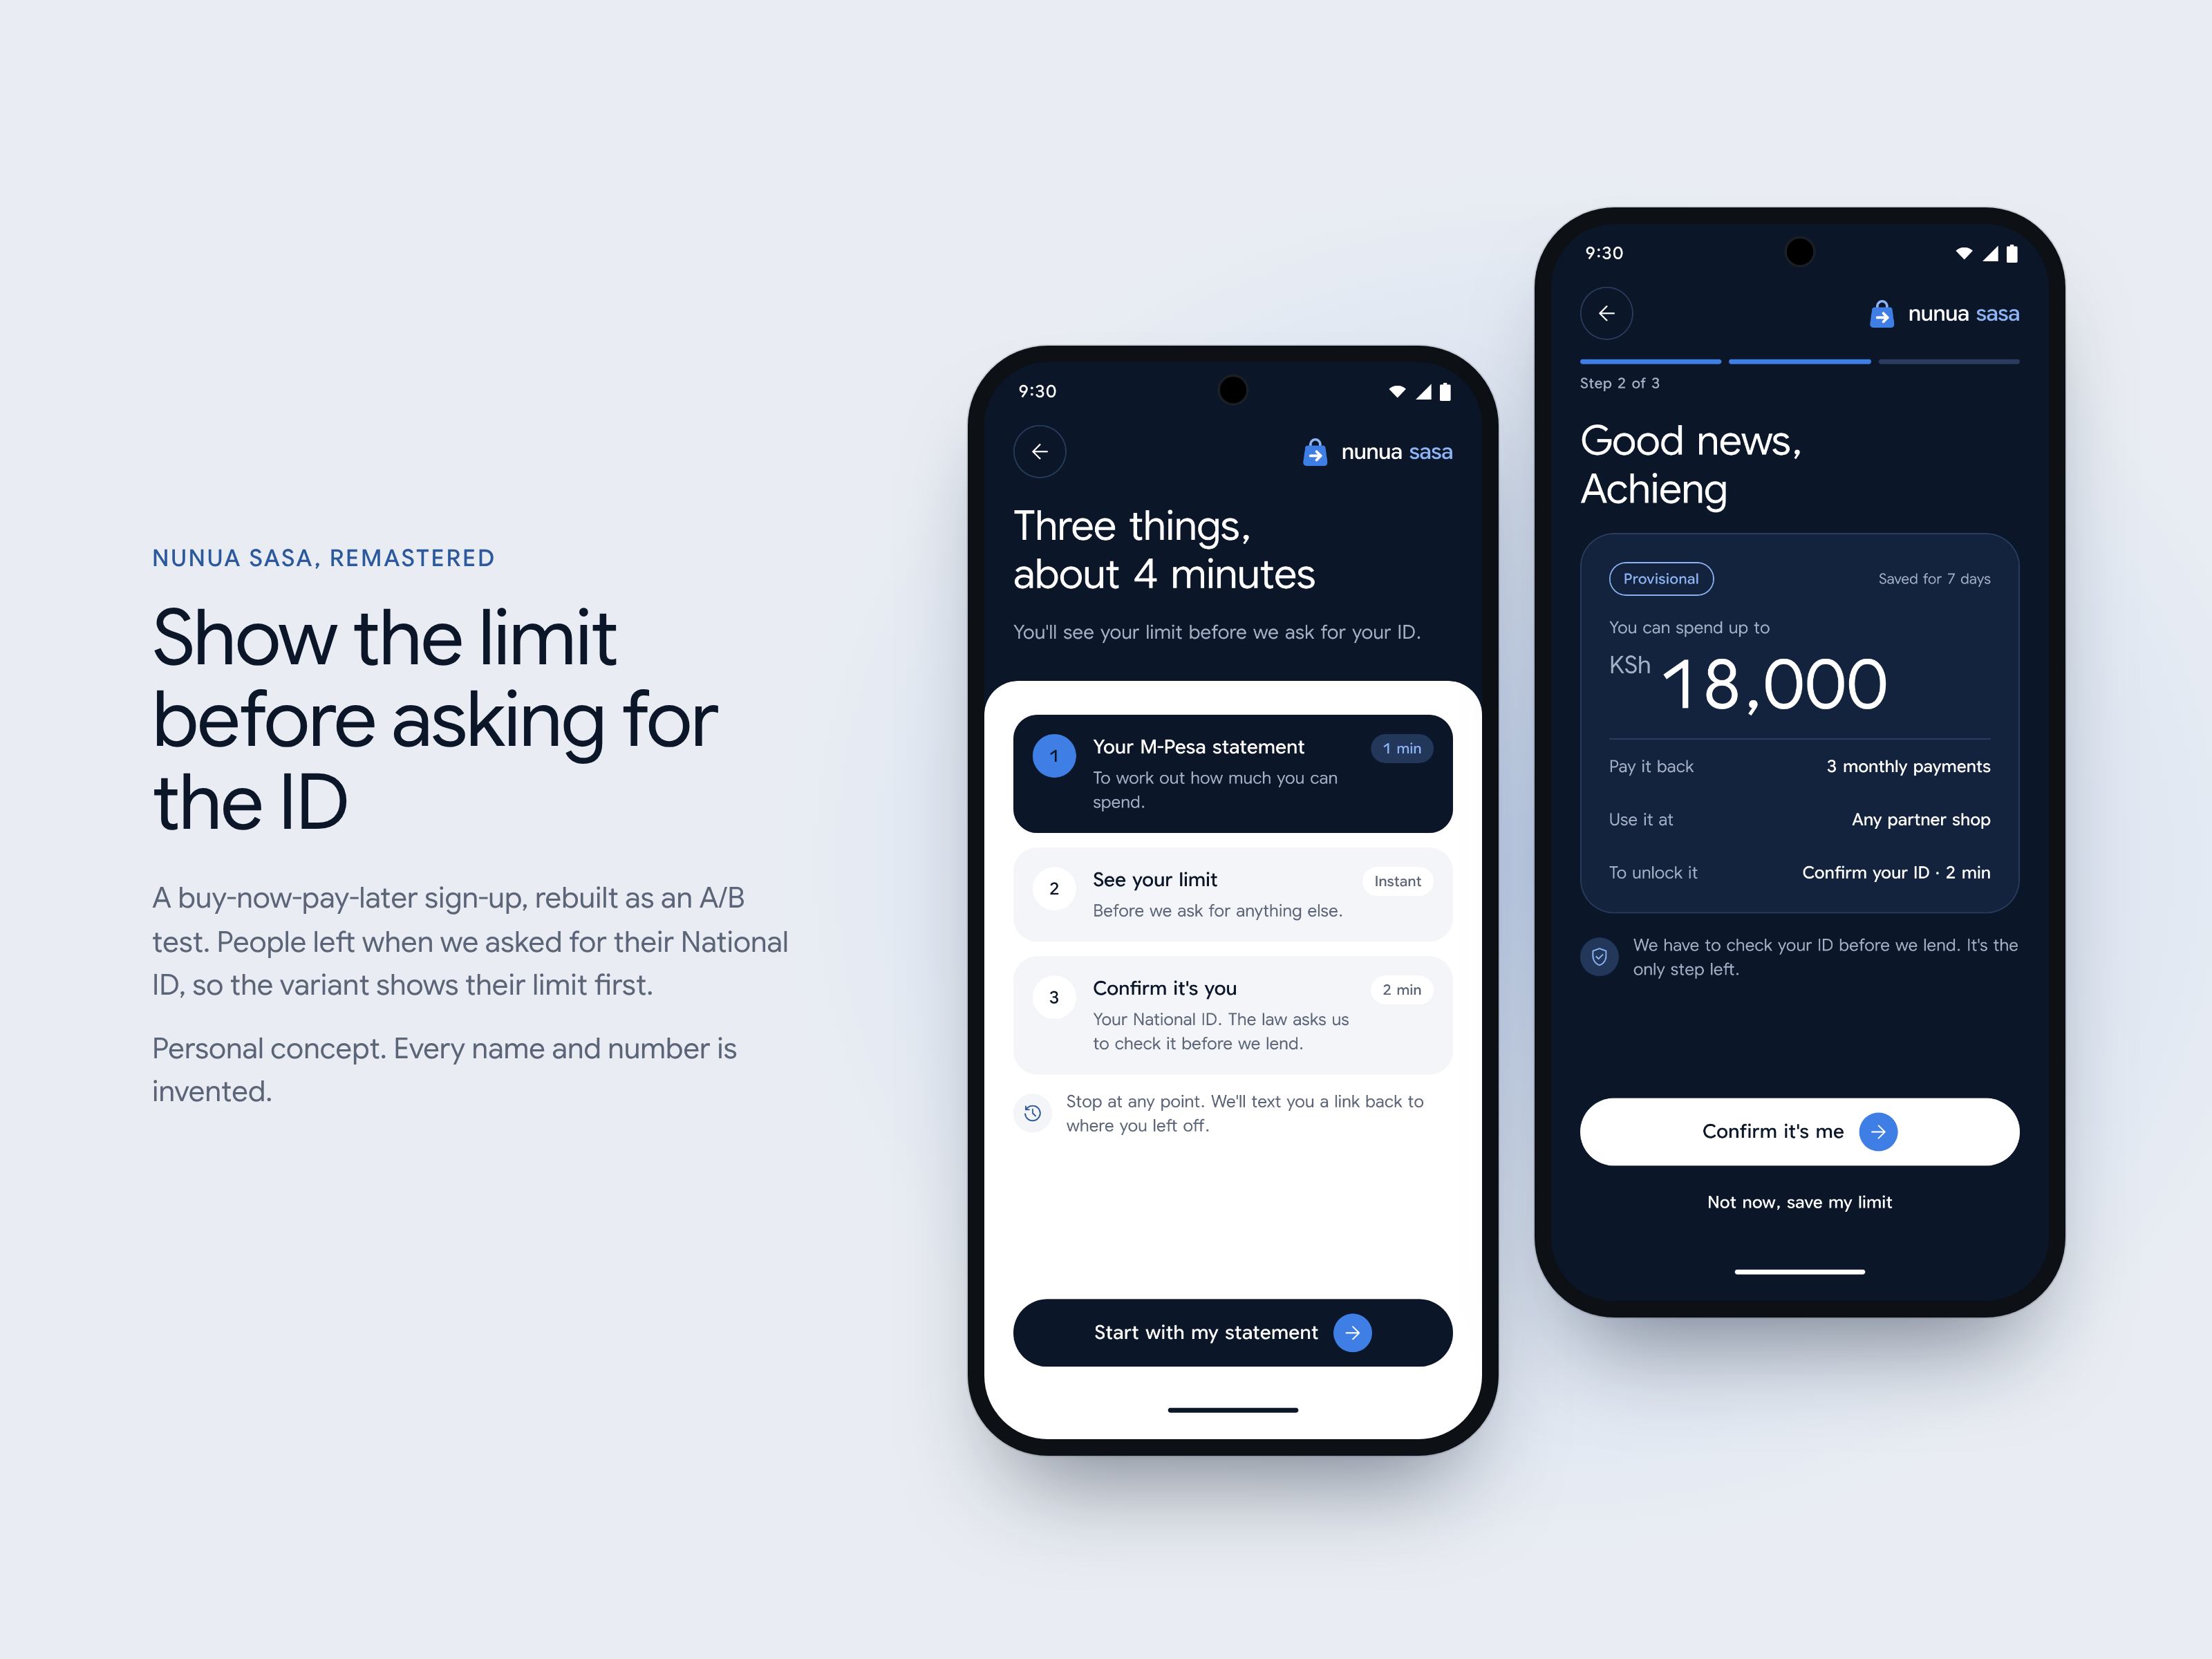 NUNUA SASA, REMASTERED
Show the limit
before asking for
the ID
A buy-now-pay-later sign-up, rebuilt as an A/B
test. People left when we asked for their National
ID, so the variant shows their limit first.
Personal concept. Every name and number is
invented.
9:30
nunua sasa
Three things,
about 4 minutes
You'll see your limit before we ask for your ID.
1
Your M-Pesa statement
1 min
To work out how much you can
spend.
2
See your limit
Instant
Before we ask for anything else.
3
Confirm it's you
2 min
Your National ID. The law asks us
to check it before we lend.
Stop at any point. We'll text you a link back to
where you left off.
Start with my statement
9:30
nunua sasa
Step 2 of 3
Good news,
Achieng
Provisional
Saved for 7 days
You can spend up to
KSh 18,000
Pay it back
3 monthly payments
Use it at
Any partner shop
To unlock it
Confirm your ID · 2 min
We have to check your ID before we lend. It's the
only step left.
Confirm it's me
Not now, save my limit